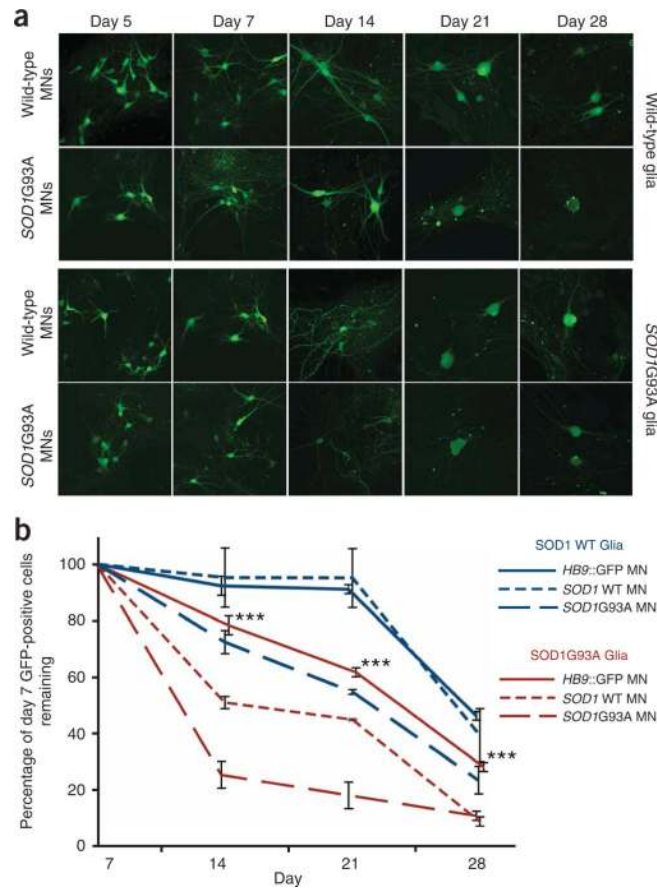 a
Day 5 Day 7 Day 14 Day 21 Day 28
Wild-type
MNs
SOD1G93A
MNs
Wild-type glia
Wild-type
MNs
SOD1G93A
MNs
SOD1G93A glia
b
Percentage of day 7 GFP-positive cells
remaining
100
80
60
40
20
0
7 14 21 28
Day
***
***
***
SOD1 WT Glia
HB9::GFP MN
SOD1 WT MN
SOD1G93A MN
SOD1G93A Glia
HB9::GFP MN
SOD1 WT MN
SOD1G93A MN